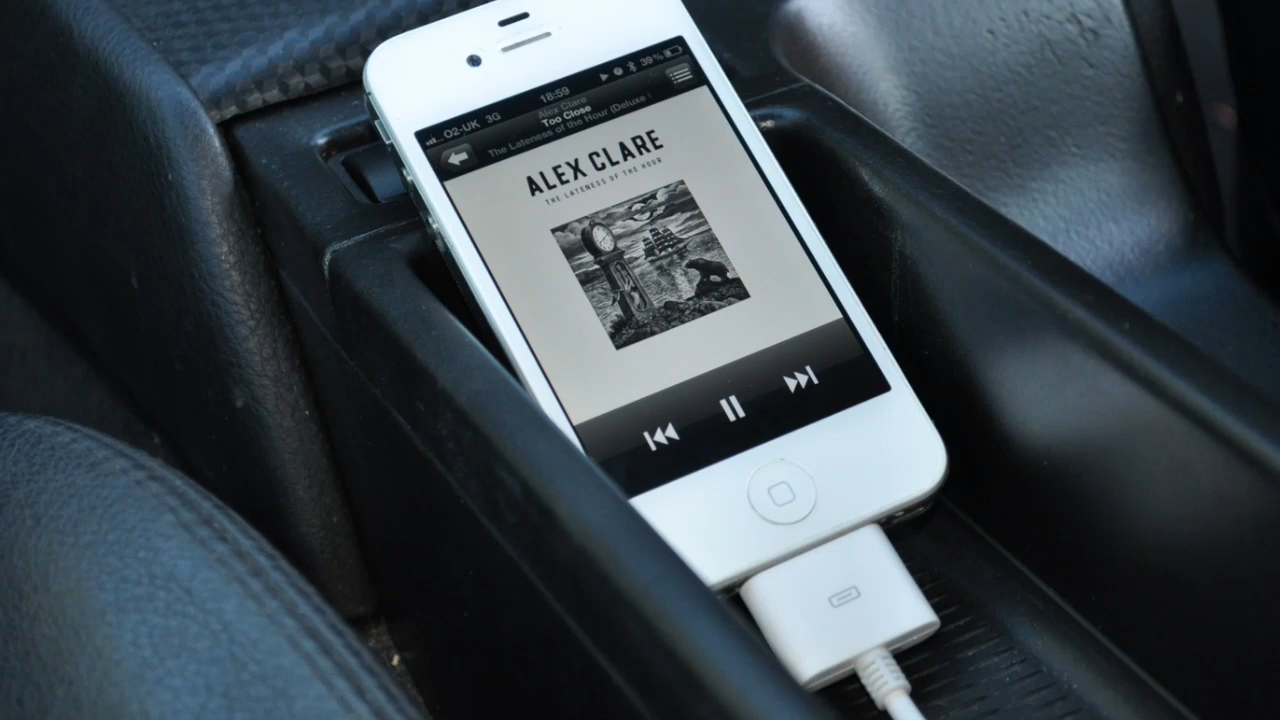 O2-UK 3G 18:59 39%
Alex Clare
Too Close
The Lateness of the Hour (Deluxe
ALEX CLARE
THE LATENESS OF THE HOUR